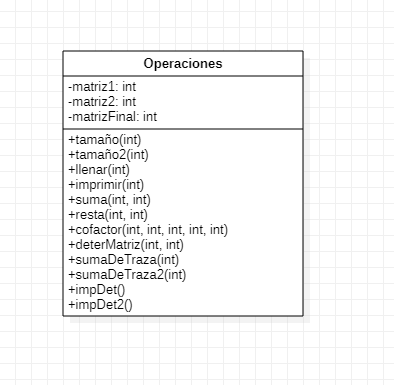 Operaciones
-matriz1: int
-matriz2: int
-matrizFinal: int
+tamaño(int)
+tamaño2(int)
+llenar(int)
+imprimir(int)
+suma(int, int)
+resta(int, int)
+cofactor(int, int, int, int, int)
+deterMatriz(int, int)
+sumaDeTraza(int)
+sumaDeTraza2(int)
+impDet()
+impDet2()